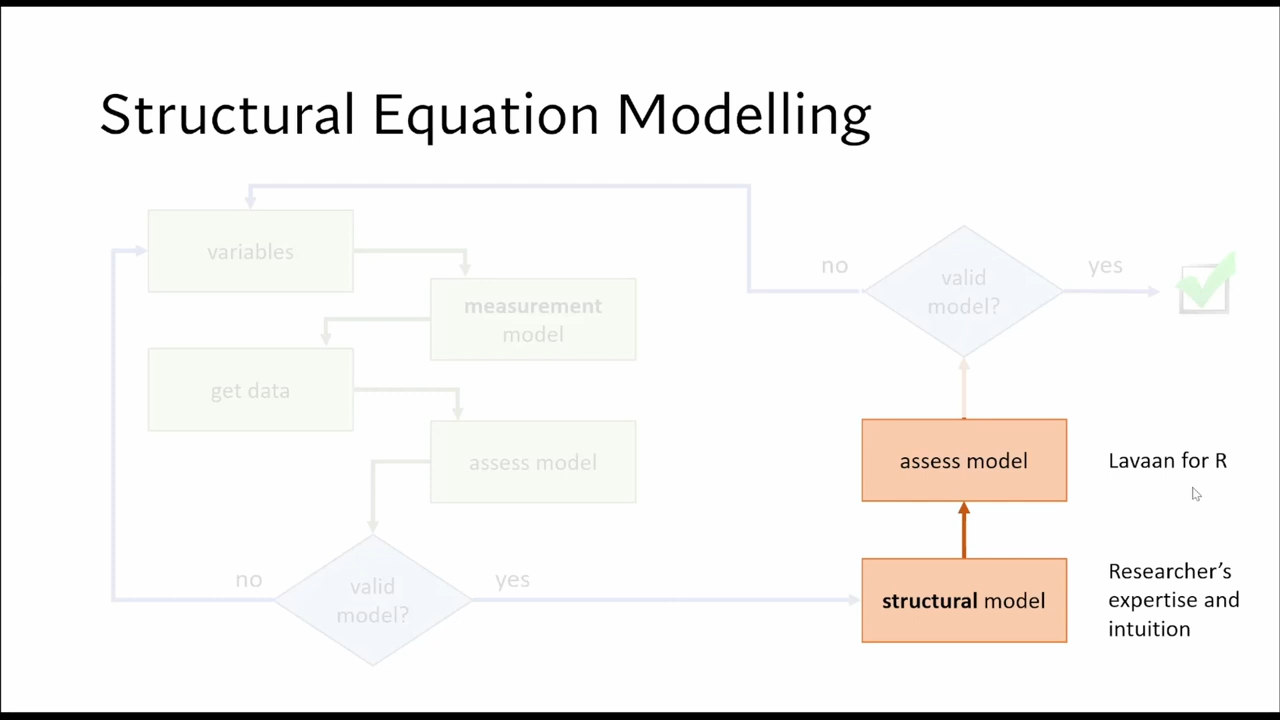 Structural Equation Modelling
variables
measurement
model
get data
assess model
no
valid
model?
yes
no
valid
model?
yes
assess model
Lavaan for R
structural model
Researcher's
expertise and
intuition